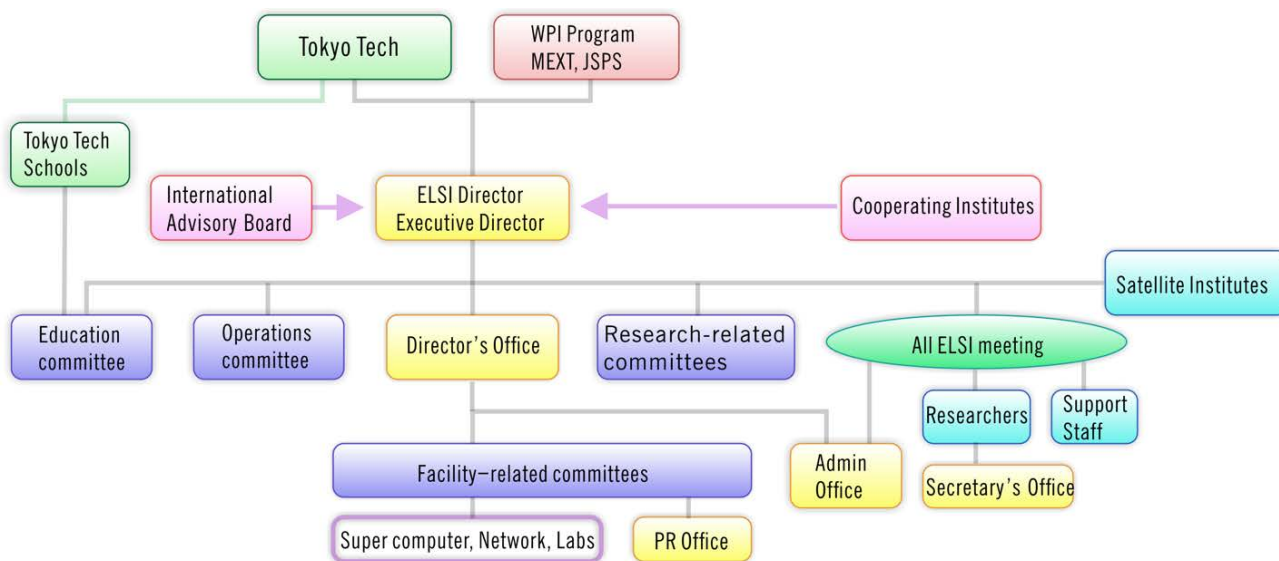 Tokyo Tech
WPI Program
MEXT, JSPS
Tokyo Tech
Schools
International
Advisory Board
ELSI Director
Executive Director
Cooperating Institutes
Satellite Institutes
Education
committee
Operations
committee
Director's Office
Research-related
committees
All ELSI meeting
Researchers
Support
Staff
Facility-related committees
Admin
Office
Secretary's Office
Super computer, Network, Labs
PR Office